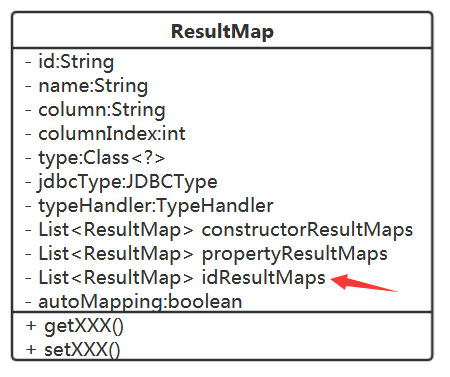 ResultMap
- id:String
- name:String
- column:String
- columnIndex:int
- type:Class<?>
- jdbcType:JDBCType
- typeHandler:TypeHandler
- List<ResultMap> constructorResultMaps
- List<ResultMap> propertyResultMaps
- List<ResultMap> idResultMaps
- autoMapping:boolean
+ getXXX()
+ setXXX()